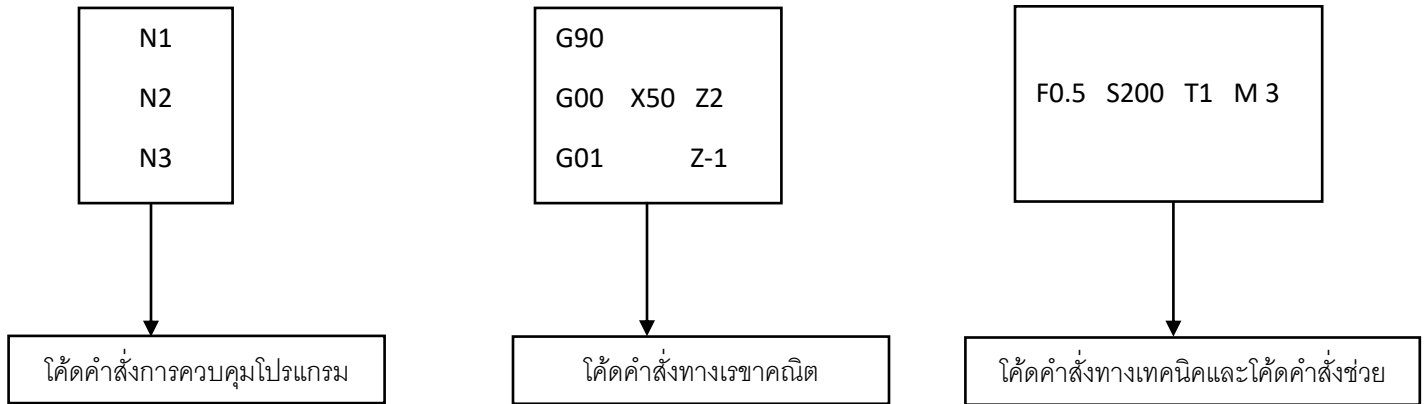 N1
N2
N3
G90
G00 X50 Z2
G01 Z-1
F0.5 S200 T1 M 3
โค้ดคำสั่งการควบคุมโปรแกรม
โค้ดคำสั่งทางเรขาคณิต
โค้ดคำสั่งทางเทคนิคและโค้ดคำสั่งช่วย